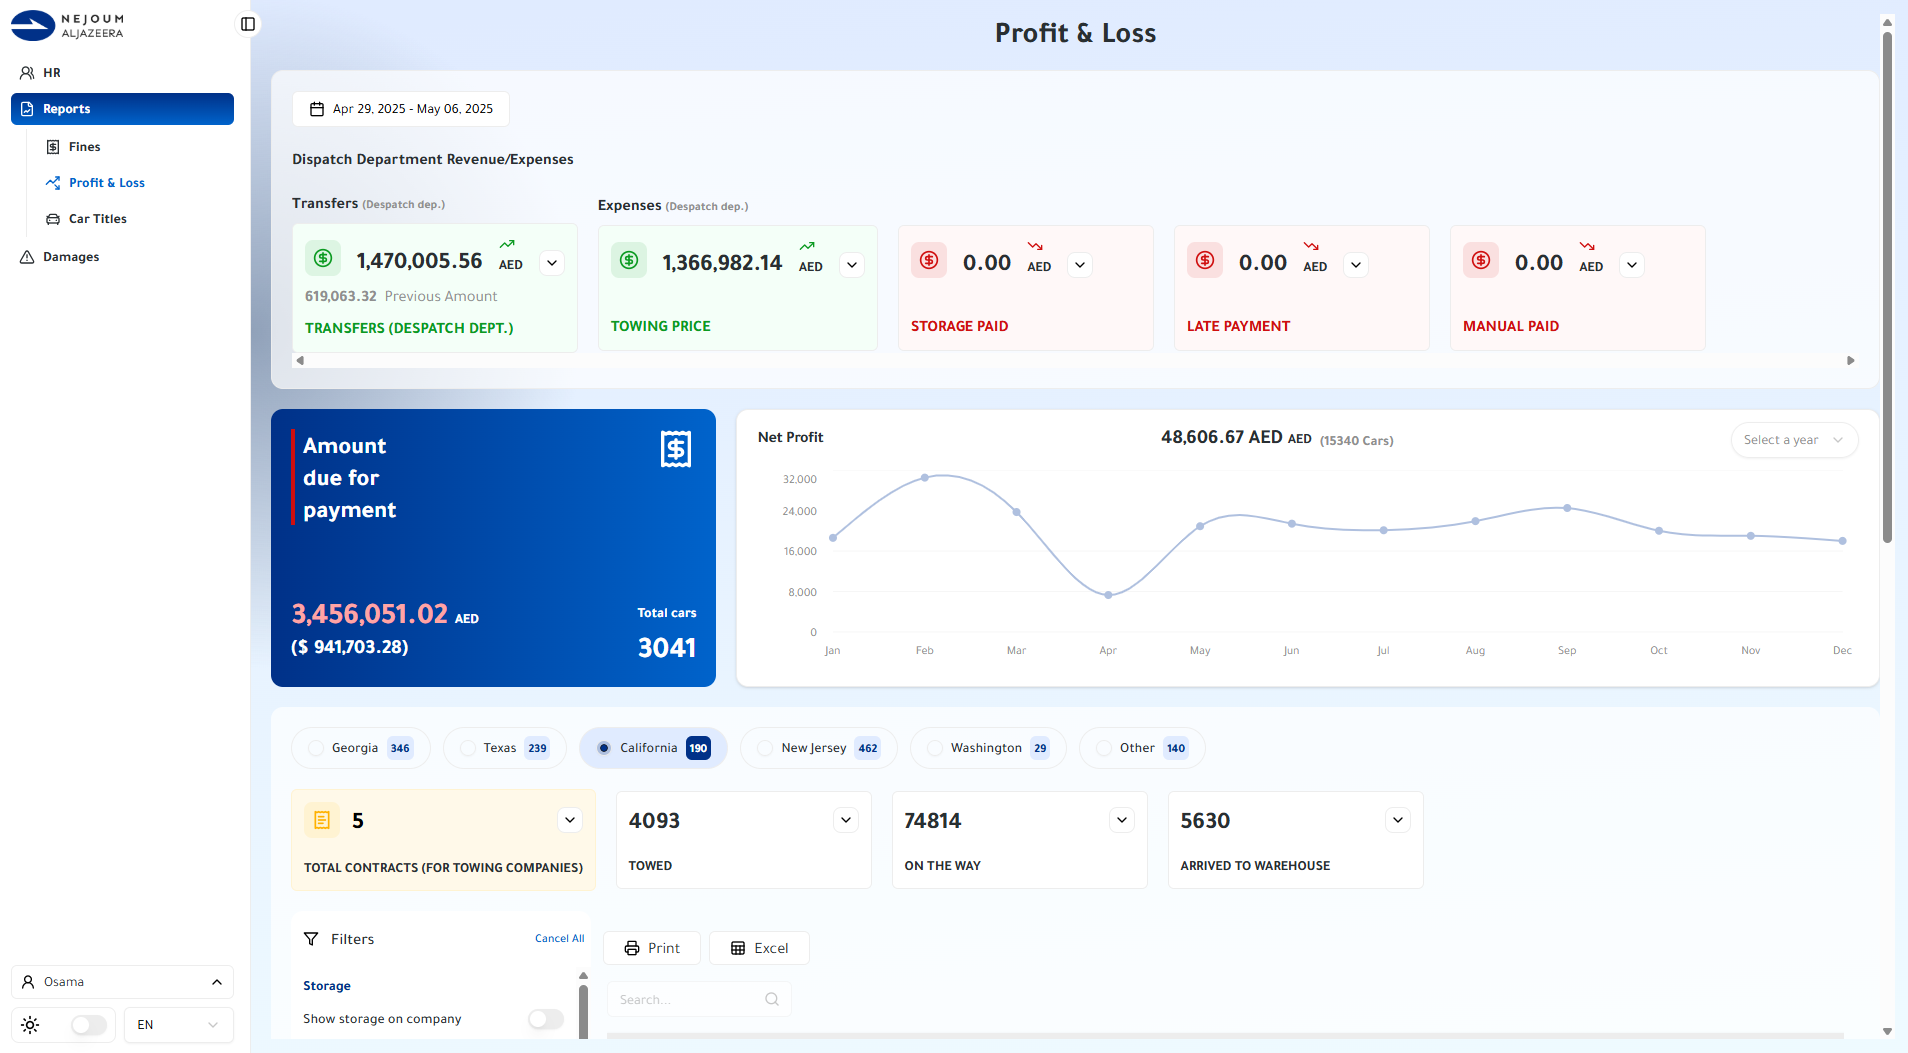 NEJOUM
ALJAZEERA
HR
Reports
Fines
Profit & Loss
Car Titles
Damages
Osama
EN
Profit & Loss
Apr 29, 2025 - May 06, 2025
Dispatch Department Revenue/Expenses
Transfers (Despatch dep.)
1,470,005.56 AED
619,063.32 Previous Amount
TRANSFERS (DESPATCH DEPT.)
Expenses (Despatch dep.)
1,366,982.14 AED
TOWING PRICE
0.00 AED
STORAGE PAID
0.00 AED
LATE PAYMENT
0.00 AED
MANUAL PAID
Amount
due for
payment
3,456,051.02 AED
($ 941,703.28)
Total cars
3041
Net Profit
48,606.67 AED AED (15340 Cars)
Select a year
32,000
24,000
16,000
8,000
0
Jan Feb Mar Apr May Jun Jul Aug Sep Oct Nov Dec
Georgia 346
Texas 239
California 190
New Jersey 462
Washington 29
Other 140
5
TOTAL CONTRACTS (FOR TOWING COMPANIES)
4093
TOWED
74814
ON THE WAY
5630
ARRIVED TO WAREHOUSE
Filters
Cancel All
Storage
Show storage on company
Print
Excel
Search...